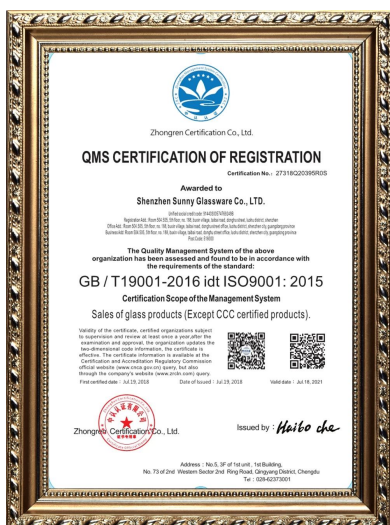 Zhongren Certification Co., Ltd.
QMS CERTIFICATION OF REGISTRATION
Certification No.: 27318Q20395R0S
Awarded to
Shenzhen Sunny Glassware Co., LTD.
The Quality Management System of the above
organization has been assessed and found to be in accordance with
the requirements of the standard:
GB / T19001-2016 idt ISO9001: 2015
Certification Scope of the Management System
Sales of glass products (Except CCC certified products).
Validity of the certificate: certified organizations subject
to supervision and review at least once a year, after the
examination and approval, the organization updates the
two-dimensional code information, the certificate is
effective. The certificate information is available at the
Certification and Accreditation Regulatory Commission
official website (www.cnca.gov.cn) query, but also
through the company's website (www.zrcln.com) query.
First certified date : Jul.19, 2018 Date of Issued : Jul.19, 2018 Valid date : Jul.18, 2021
Zhongren Certification Co., Ltd.
Issued by : Haibo che
Address : No.5, 3F of 1st unit , 1st Building,
No. 73 of 2nd Western Sector 2nd Ring Road, Qingyang District, Chengdu
Tel : 028-62373001